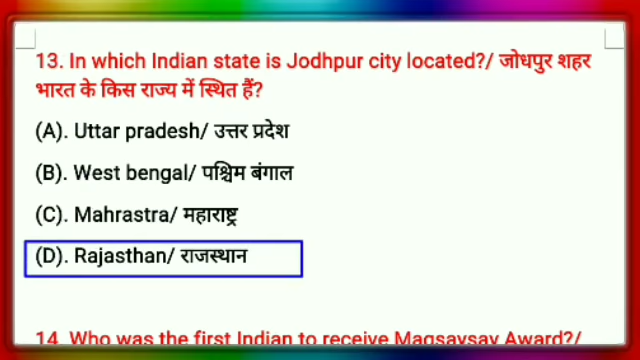 13. In which Indian state is Jodhpur city located?/ जोधपुर शहर
भारत के किस राज्य में स्थित हैं?
(A). Uttar pradesh/ उत्तर प्रदेश
(B). West bengal/ पश्चिम बंगाल
(C). Mahrastra/ महाराष्ट्र
(D). Rajasthan/ राजस्थान
14. Who was the first Indian to receive Magsaysay Award?/